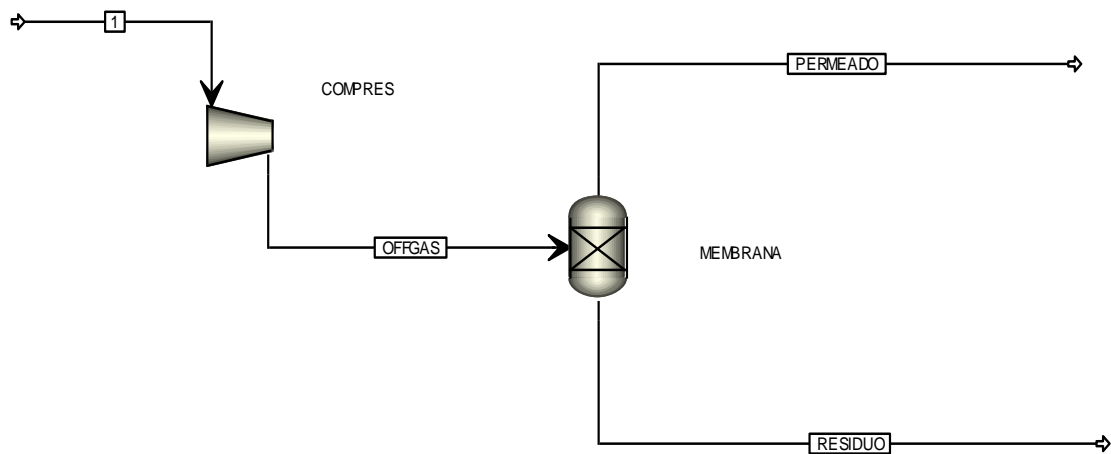 1
PERMEADO
COMPRES
OFFGAS
MEMBRANA
RESIDUO